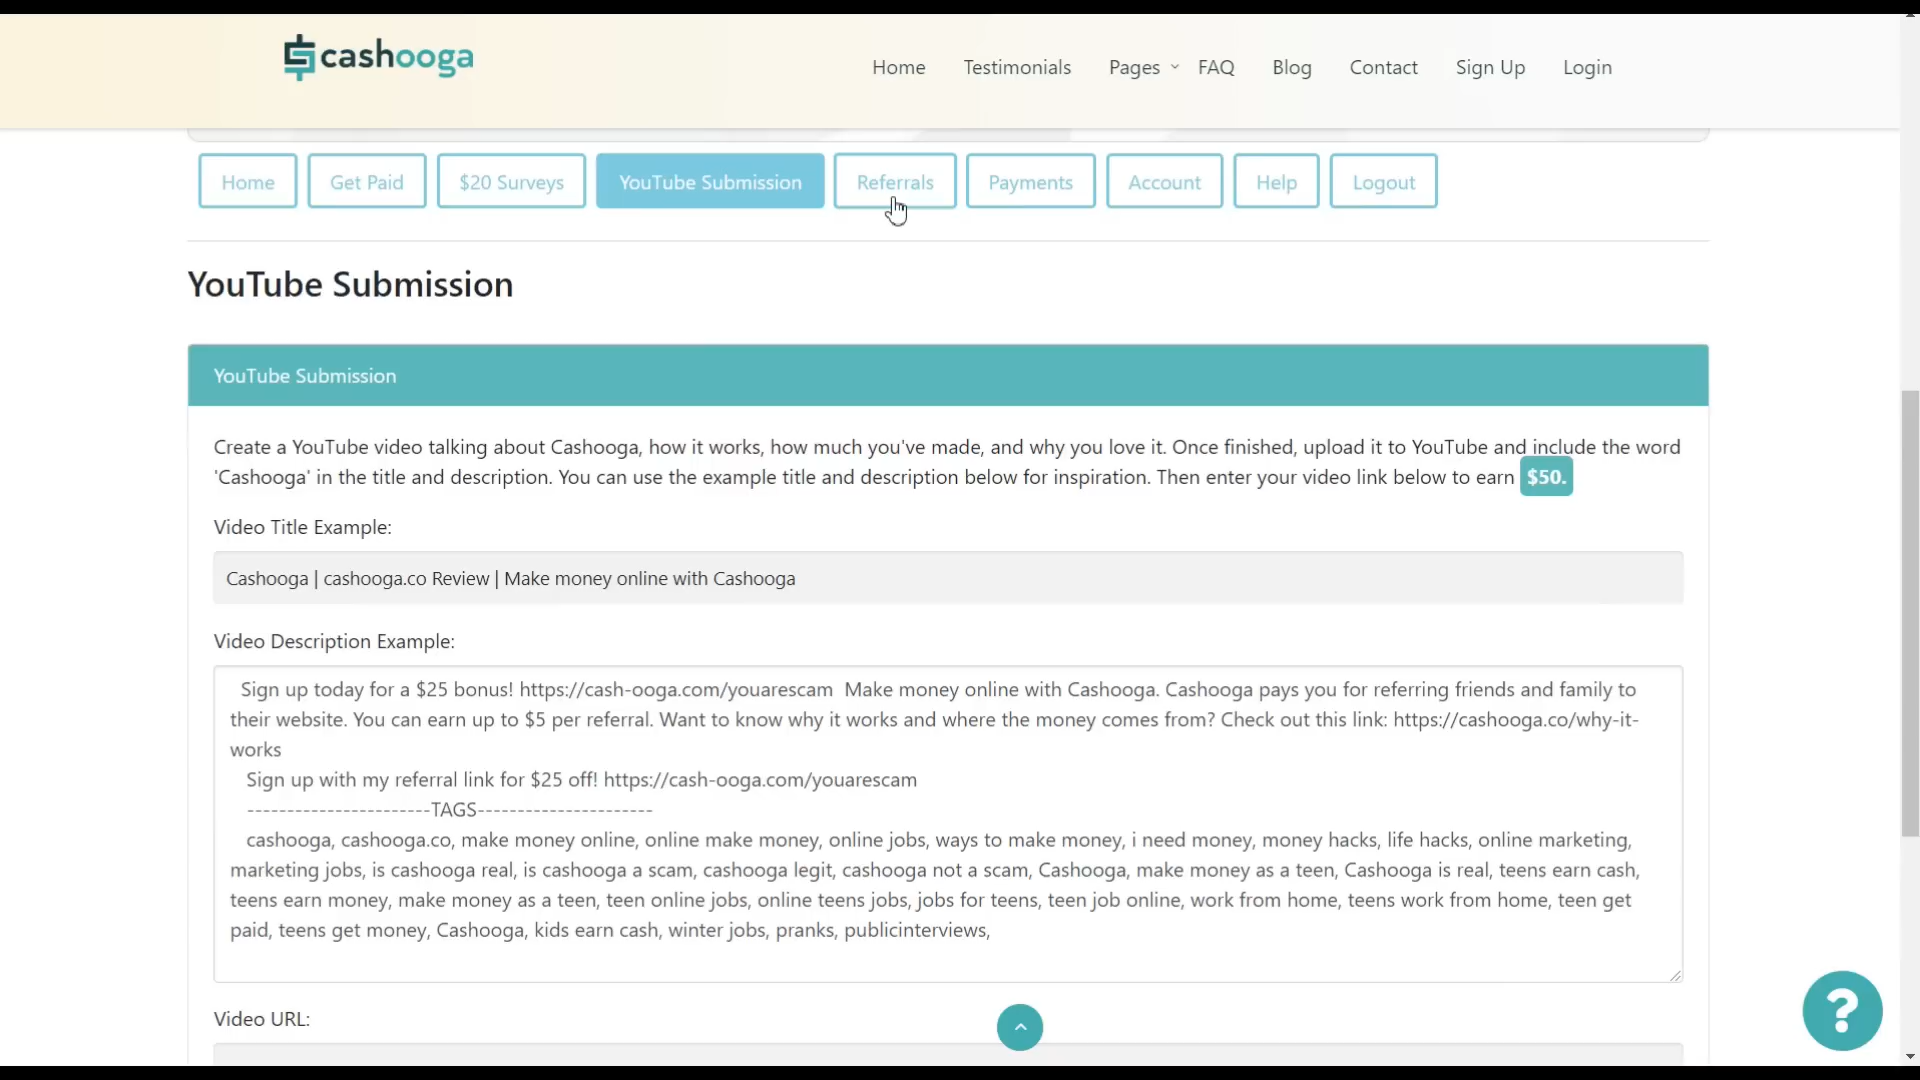 cashooga
Home Testimonials Pages FAQ Blog Contact Sign Up Login
Home Get Paid $20 Surveys YouTube Submission Referrals Payments Account Help Logout
YouTube Submission
YouTube Submission
Create a YouTube video talking about Cashooga, how it works, how much you've made, and why you love it. Once finished, upload it to YouTube and include the word
'Cashooga' in the title and description. You can use the example title and description below for inspiration. Then enter your video link below to earn $50.
Video Title Example:
Cashooga | cashooga.co Review | Make money online with Cashooga
Video Description Example:
Sign up today for a $25 bonus! https://cash-ooga.com/youarescam Make money online with Cashooga. Cashooga pays you for referring friends and family to
their website. You can earn up to $5 per referral. Want to know why it works and where the money comes from? Check out this link: https://cashooga.co/why-it-
works
Sign up with my referral link for $25 off! https://cash-ooga.com/youarescam
-----------------------TAGS----------------------
cashooga, cashooga.co, make money online, online make money, online jobs, ways to make money, i need money, money hacks, life hacks, online marketing,
marketing jobs, is cashooga real, is cashooga a scam, cashooga legit, cashooga not a scam, Cashooga, make money as a teen, Cashooga is real, teens earn cash,
teens earn money, make money as a teen, teen online jobs, online teens jobs, jobs for teens, teen job online, work from home, teens work from home, teen get
paid, teens get money, Cashooga, kids earn cash, winter jobs, pranks, publicinterviews,
Video URL:
?